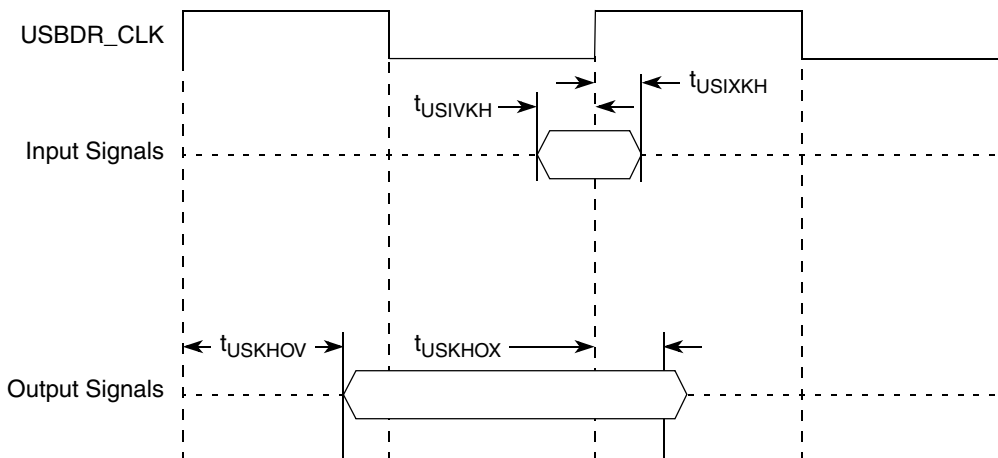 USBDR_CLK
tUSIXKH
tUSIVKH
Input Signals
tUSKHOV
tUSKHOX
Output Signals